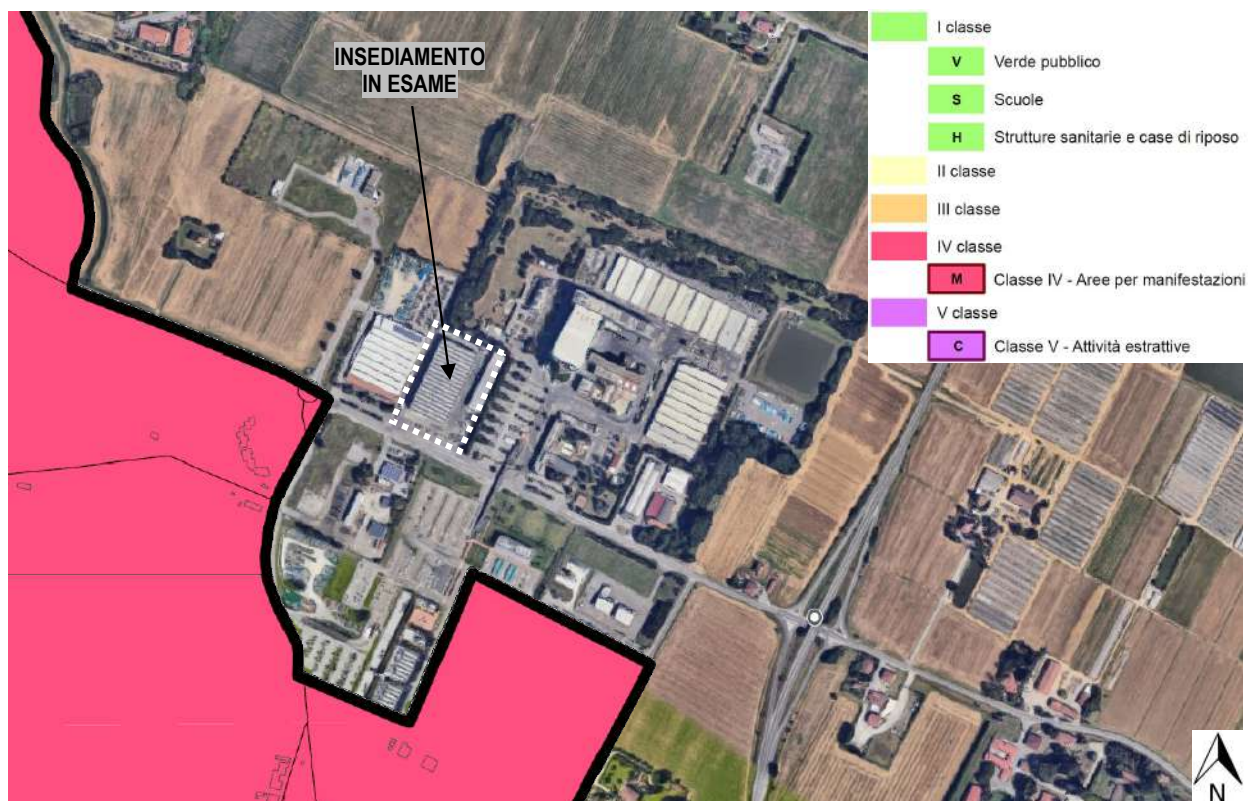 INSEDIAMENTO
IN ESAME
I classe
V Verde pubblico
S Scuole
H Strutture sanitarie e case di riposo
II classe
III classe
IV classe
M Classe IV - Aree per manifestazioni
V classe
C Classe V - Attività estrattive
N